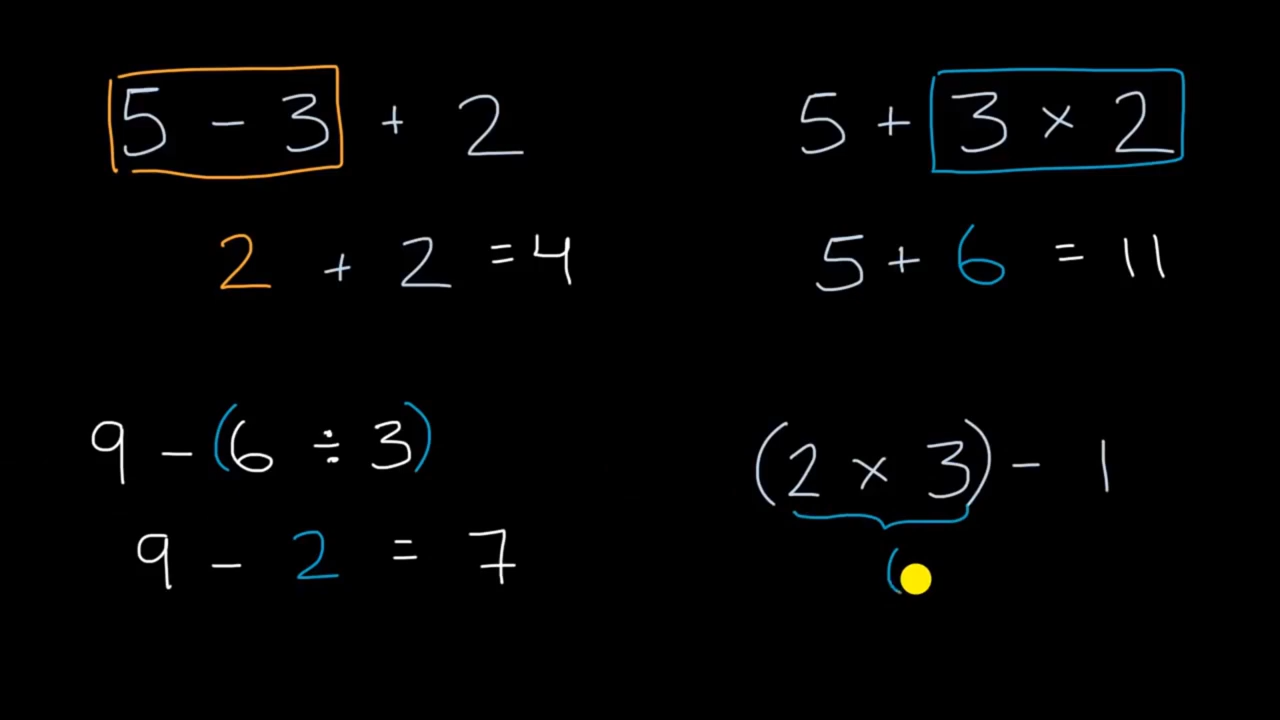 5 - 3 + 2
2 + 2 = 4
5 + 3 × 2
5 + 6 = 11
9 - (6 ÷ 3)
9 - 2 = 7
(2 × 3) - 1